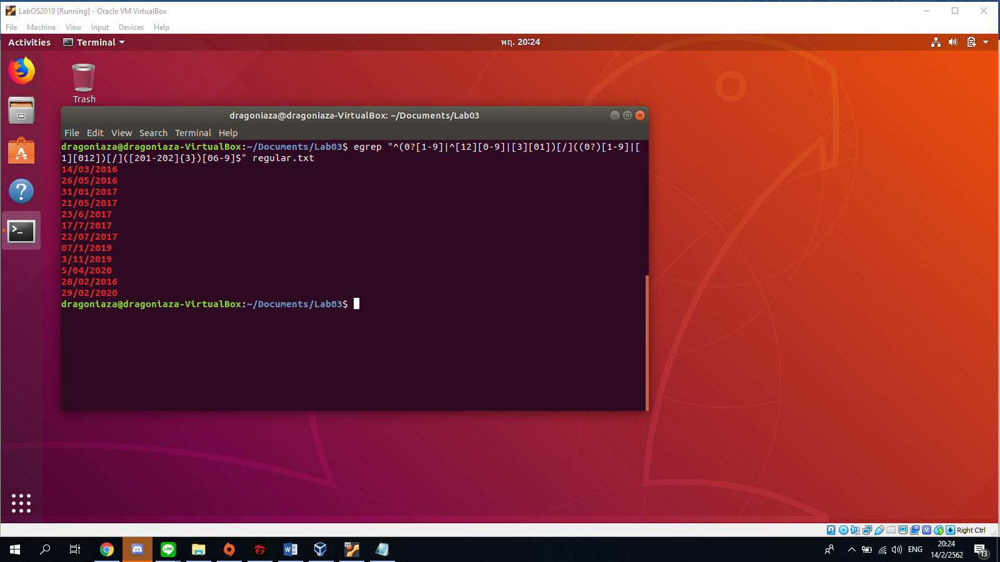 LabOS2019 [Running] - Oracle VM VirtualBox
File Machine View Input Devices Help
Activities Terminal พฤ. 20:24
Trash
dragoniaza@dragoniaza-VirtualBox: ~/Documents/Lab03
File Edit View Search Terminal Help
dragoniaza@dragoniaza-VirtualBox:~/Documents/Lab03$ egrep "^(0?[1-9]|^[12][0-9]|[3][01])[/]((0?)[1-9]|[
1][012])[/]([201-202]{3})[06-9]$" regular.txt
14/03/2016
26/05/2016
31/01/2017
21/05/2017
23/6/2017
17/7/2017
22/07/2017
07/1/2019
3/11/2019
5/04/2020
28/02/2016
29/02/2020
dragoniaza@dragoniaza-VirtualBox:~/Documents/Lab03$
Right Ctrl
ENG
20:24
14/2/2562
13